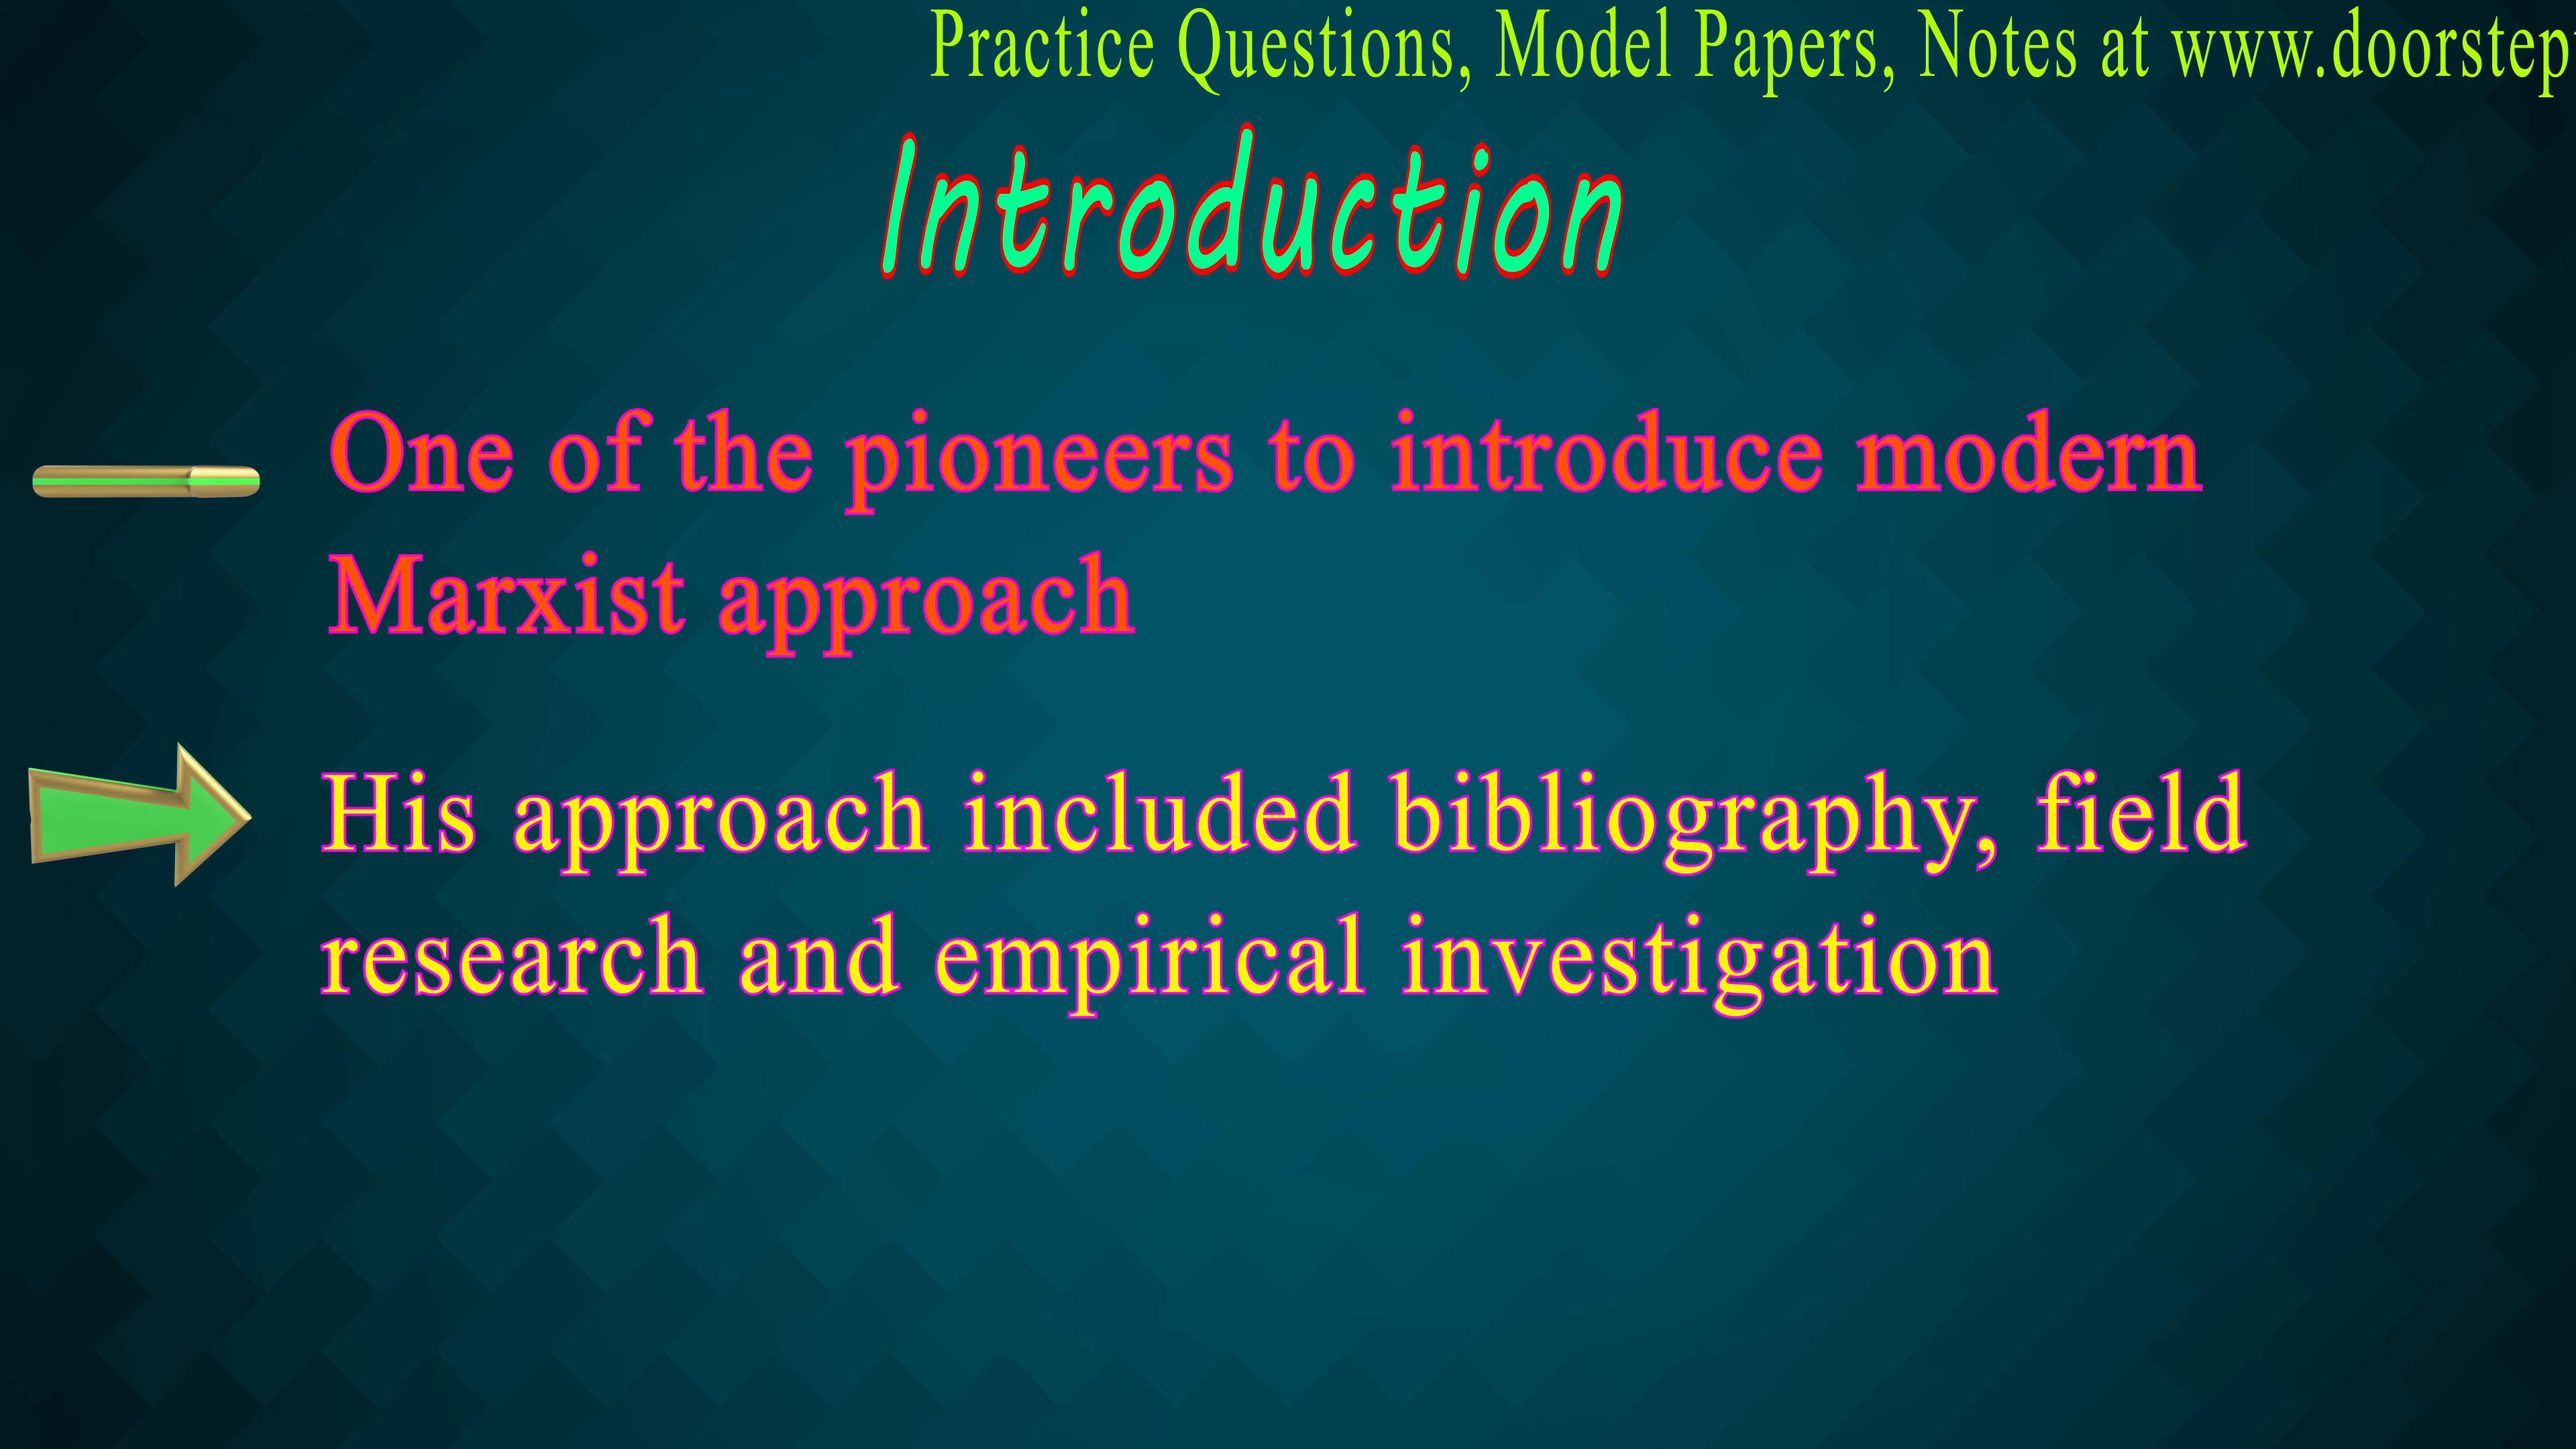 Practice Questions, Model Papers, Notes at www.doorstep
Introduction
One of the pioneers to introduce modern
Marxist approach
His approach included bibliography, field
research and empirical investigation